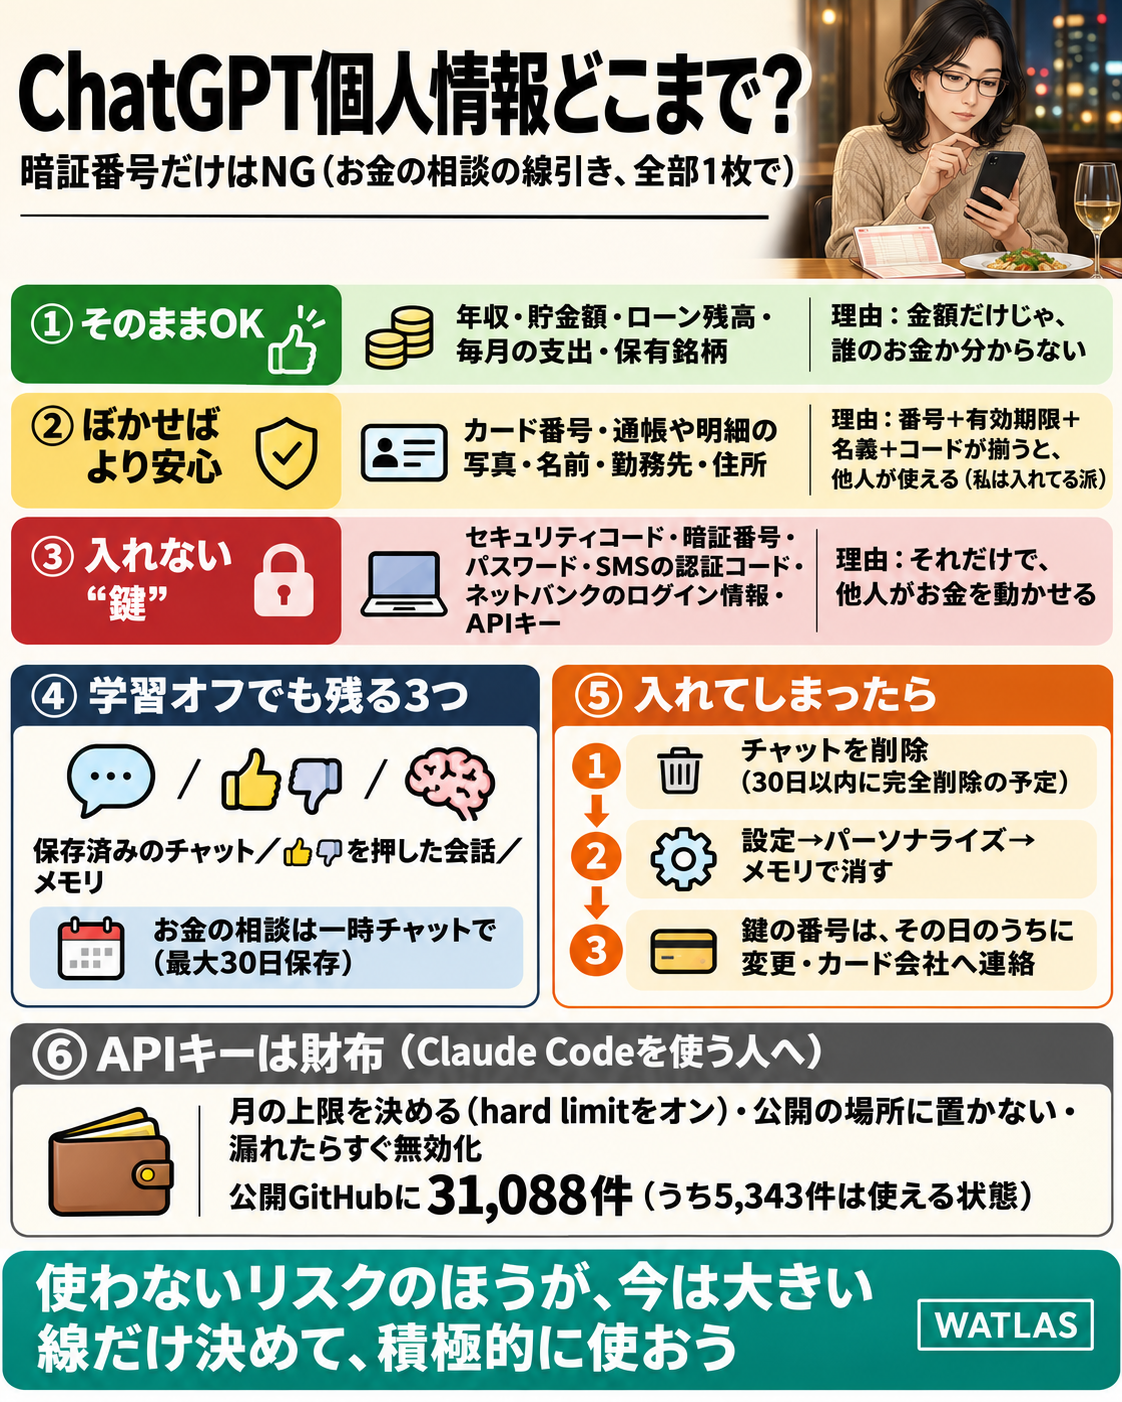 ChatGPT個人情報どこまで?
暗証番号だけはNG(お金の相談の線引き、全部1枚で)
① そのままOK
年収・貯金額・ローン残高・
毎月の支出・保有銘柄
理由：金額だけじゃ、
誰のお金か分からない
② ぼかせば
より安心
カード番号・通帳や明細の
写真・名前・勤務先・住所
理由：番号＋有効期限＋
名義＋コードが揃うと、
他人が使える(私は入れてる派)
③ 入れない
“鍵”
セキュリティコード・暗証番号・
パスワード・SMSの認証コード・
ネットバンクのログイン情報・
APIキー
理由：それだけで、
他人がお金を動かせる
④ 学習オフでも残る3つ
保存済みのチャット／👍👎を押した会話／
メモリ
お金の相談は一時チャットで
(最大30日保存)
⑤ 入れてしまったら
1
チャットを削除
(30日以内に完全削除の予定)
2
設定→パーソナライズ→
メモリで消す
3
鍵の番号は、その日のうちに
変更・カード会社へ連絡
⑥ APIキーは財布(Claude Codeを使う人へ)
月の上限を決める(hard limitをオン)・公開の場所に置かない・
漏れたらすぐ無効化
公開GitHubに31,088件(うち5,343件は使える状態)
使わないリスクのほうが、今は大きい
線だけ決めて、積極的に使おう
WATLAS